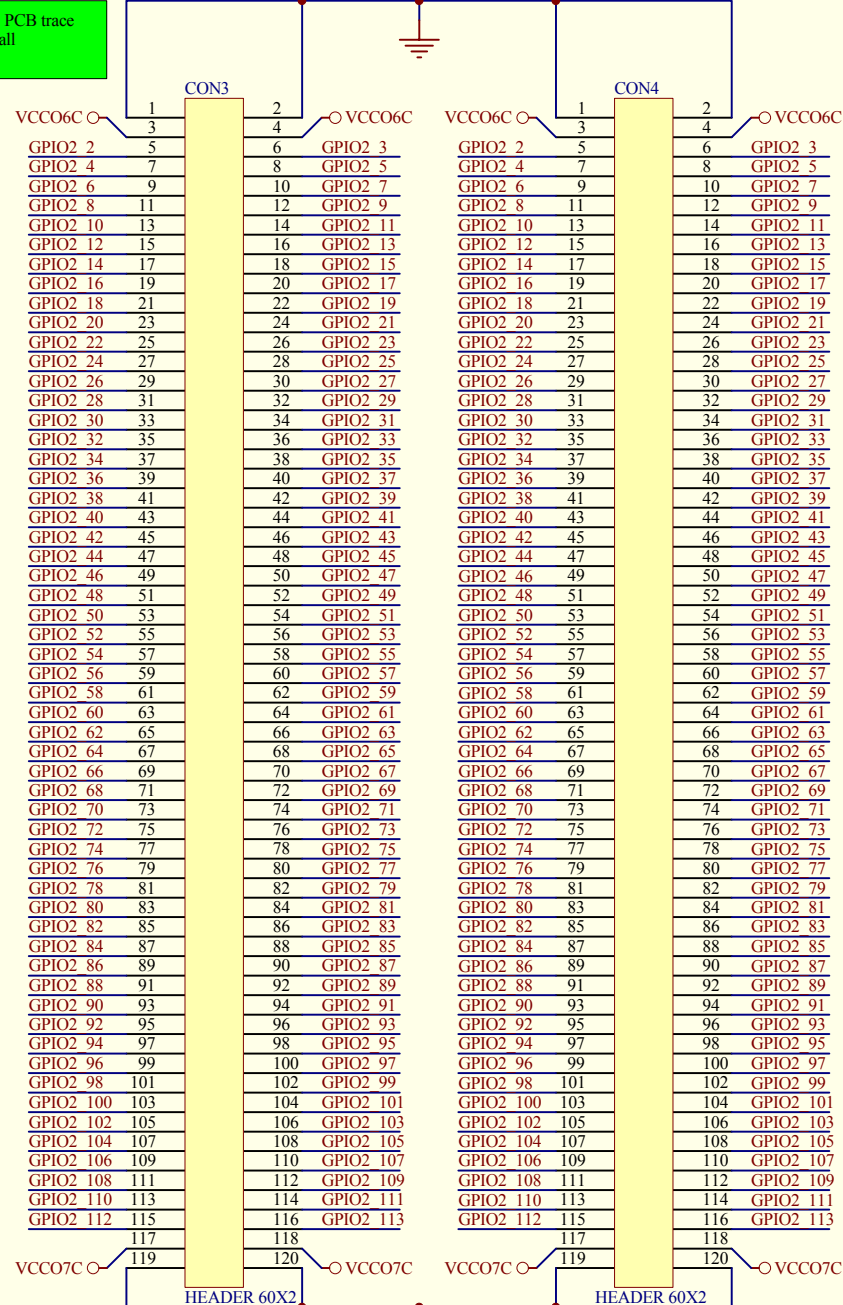 PCB trace
all
CON3 CON4
1 2 1 2
VCCO6C VCCO6C VCCO6C VCCO6C
3 4 3 4
GPIO2_2 5 6 GPIO2_3 GPIO2_2 5 6 GPIO2_3
GPIO2_4 7 8 GPIO2_5 GPIO2_4 7 8 GPIO2_5
GPIO2_6 9 10 GPIO2_7 GPIO2_6 9 10 GPIO2_7
GPIO2_8 11 12 GPIO2_9 GPIO2_8 11 12 GPIO2_9
GPIO2_10 13 14 GPIO2_11 GPIO2_10 13 14 GPIO2_11
GPIO2_12 15 16 GPIO2_13 GPIO2_12 15 16 GPIO2_13
GPIO2_14 17 18 GPIO2_15 GPIO2_14 17 18 GPIO2_15
GPIO2_16 19 20 GPIO2_17 GPIO2_16 19 20 GPIO2_17
GPIO2_18 21 22 GPIO2_19 GPIO2_18 21 22 GPIO2_19
GPIO2_20 23 24 GPIO2_21 GPIO2_20 23 24 GPIO2_21
GPIO2_22 25 26 GPIO2_23 GPIO2_22 25 26 GPIO2_23
GPIO2_24 27 28 GPIO2_25 GPIO2_24 27 28 GPIO2_25
GPIO2_26 29 30 GPIO2_27 GPIO2_26 29 30 GPIO2_27
GPIO2_28 31 32 GPIO2_29 GPIO2_28 31 32 GPIO2_29
GPIO2_30 33 34 GPIO2_31 GPIO2_30 33 34 GPIO2_31
GPIO2_32 35 36 GPIO2_33 GPIO2_32 35 36 GPIO2_33
GPIO2_34 37 38 GPIO2_35 GPIO2_34 37 38 GPIO2_35
GPIO2_36 39 40 GPIO2_37 GPIO2_36 39 40 GPIO2_37
GPIO2_38 41 42 GPIO2_39 GPIO2_38 41 42 GPIO2_39
GPIO2_40 43 44 GPIO2_41 GPIO2_40 43 44 GPIO2_41
GPIO2_42 45 46 GPIO2_43 GPIO2_42 45 46 GPIO2_43
GPIO2_44 47 48 GPIO2_45 GPIO2_44 47 48 GPIO2_45
GPIO2_46 49 50 GPIO2_47 GPIO2_46 49 50 GPIO2_47
GPIO2_48 51 52 GPIO2_49 GPIO2_48 51 52 GPIO2_49
GPIO2_50 53 54 GPIO2_51 GPIO2_50 53 54 GPIO2_51
GPIO2_52 55 56 GPIO2_53 GPIO2_52 55 56 GPIO2_53
GPIO2_54 57 58 GPIO2_55 GPIO2_54 57 58 GPIO2_55
GPIO2_56 59 60 GPIO2_57 GPIO2_56 59 60 GPIO2_57
GPIO2_58 61 62 GPIO2_59 GPIO2_58 61 62 GPIO2_59
GPIO2_60 63 64 GPIO2_61 GPIO2_60 63 64 GPIO2_61
GPIO2_62 65 66 GPIO2_63 GPIO2_62 65 66 GPIO2_63
GPIO2_64 67 68 GPIO2_65 GPIO2_64 67 68 GPIO2_65
GPIO2_66 69 70 GPIO2_67 GPIO2_66 69 70 GPIO2_67
GPIO2_68 71 72 GPIO2_69 GPIO2_68 71 72 GPIO2_69
GPIO2_70 73 74 GPIO2_71 GPIO2_70 73 74 GPIO2_71
GPIO2_72 75 76 GPIO2_73 GPIO2_72 75 76 GPIO2_73
GPIO2_74 77 78 GPIO2_75 GPIO2_74 77 78 GPIO2_75
GPIO2_76 79 80 GPIO2_77 GPIO2_76 79 80 GPIO2_77
GPIO2_78 81 82 GPIO2_79 GPIO2_78 81 82 GPIO2_79
GPIO2_80 83 84 GPIO2_81 GPIO2_80 83 84 GPIO2_81
GPIO2_82 85 86 GPIO2_83 GPIO2_82 85 86 GPIO2_83
GPIO2_84 87 88 GPIO2_85 GPIO2_84 87 88 GPIO2_85
GPIO2_86 89 90 GPIO2_87 GPIO2_86 89 90 GPIO2_87
GPIO2_88 91 92 GPIO2_89 GPIO2_88 91 92 GPIO2_89
GPIO2_90 93 94 GPIO2_91 GPIO2_90 93 94 GPIO2_91
GPIO2_92 95 96 GPIO2_93 GPIO2_92 95 96 GPIO2_93
GPIO2_94 97 98 GPIO2_95 GPIO2_94 97 98 GPIO2_95
GPIO2_96 99 100 GPIO2_97 GPIO2_96 99 100 GPIO2_97
GPIO2_98 101 102 GPIO2_99 GPIO2_98 101 102 GPIO2_99
GPIO2_100 103 104 GPIO2_101 GPIO2_100 103 104 GPIO2_101
GPIO2_102 105 106 GPIO2_103 GPIO2_102 105 106 GPIO2_103
GPIO2_104 107 108 GPIO2_105 GPIO2_104 107 108 GPIO2_105
GPIO2_106 109 110 GPIO2_107 GPIO2_106 109 110 GPIO2_107
GPIO2_108 111 112 GPIO2_109 GPIO2_108 111 112 GPIO2_109
GPIO2_110 113 114 GPIO2_111 GPIO2_110 113 114 GPIO2_111
GPIO2_112 115 116 GPIO2_113 GPIO2_112 115 116 GPIO2_113
117 118 117 118
119 120 119 120
VCCO7C VCCO7C VCCO7C VCCO7C
HEADER 60X2 HEADER 60X2